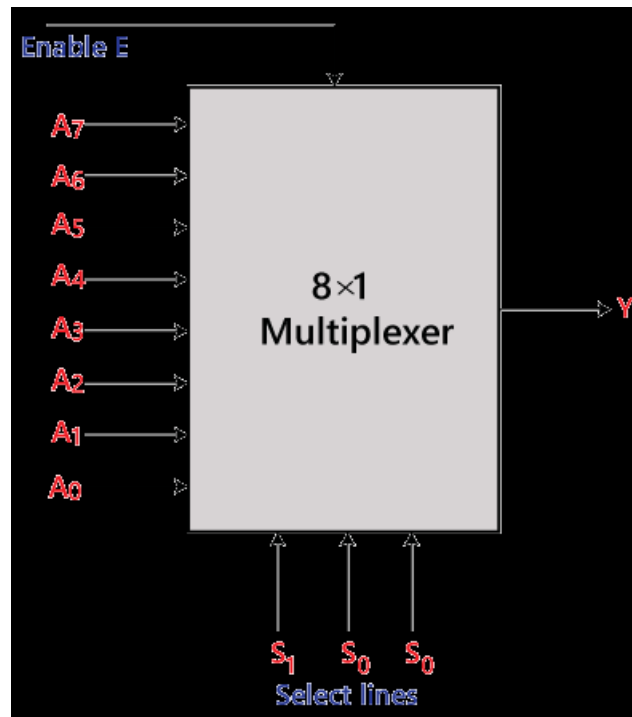 Enable E
A7
A6
A5
A4
A3
A2
A1
A0
8×1
Multiplexer
Y
S1 S0 S0
Select lines